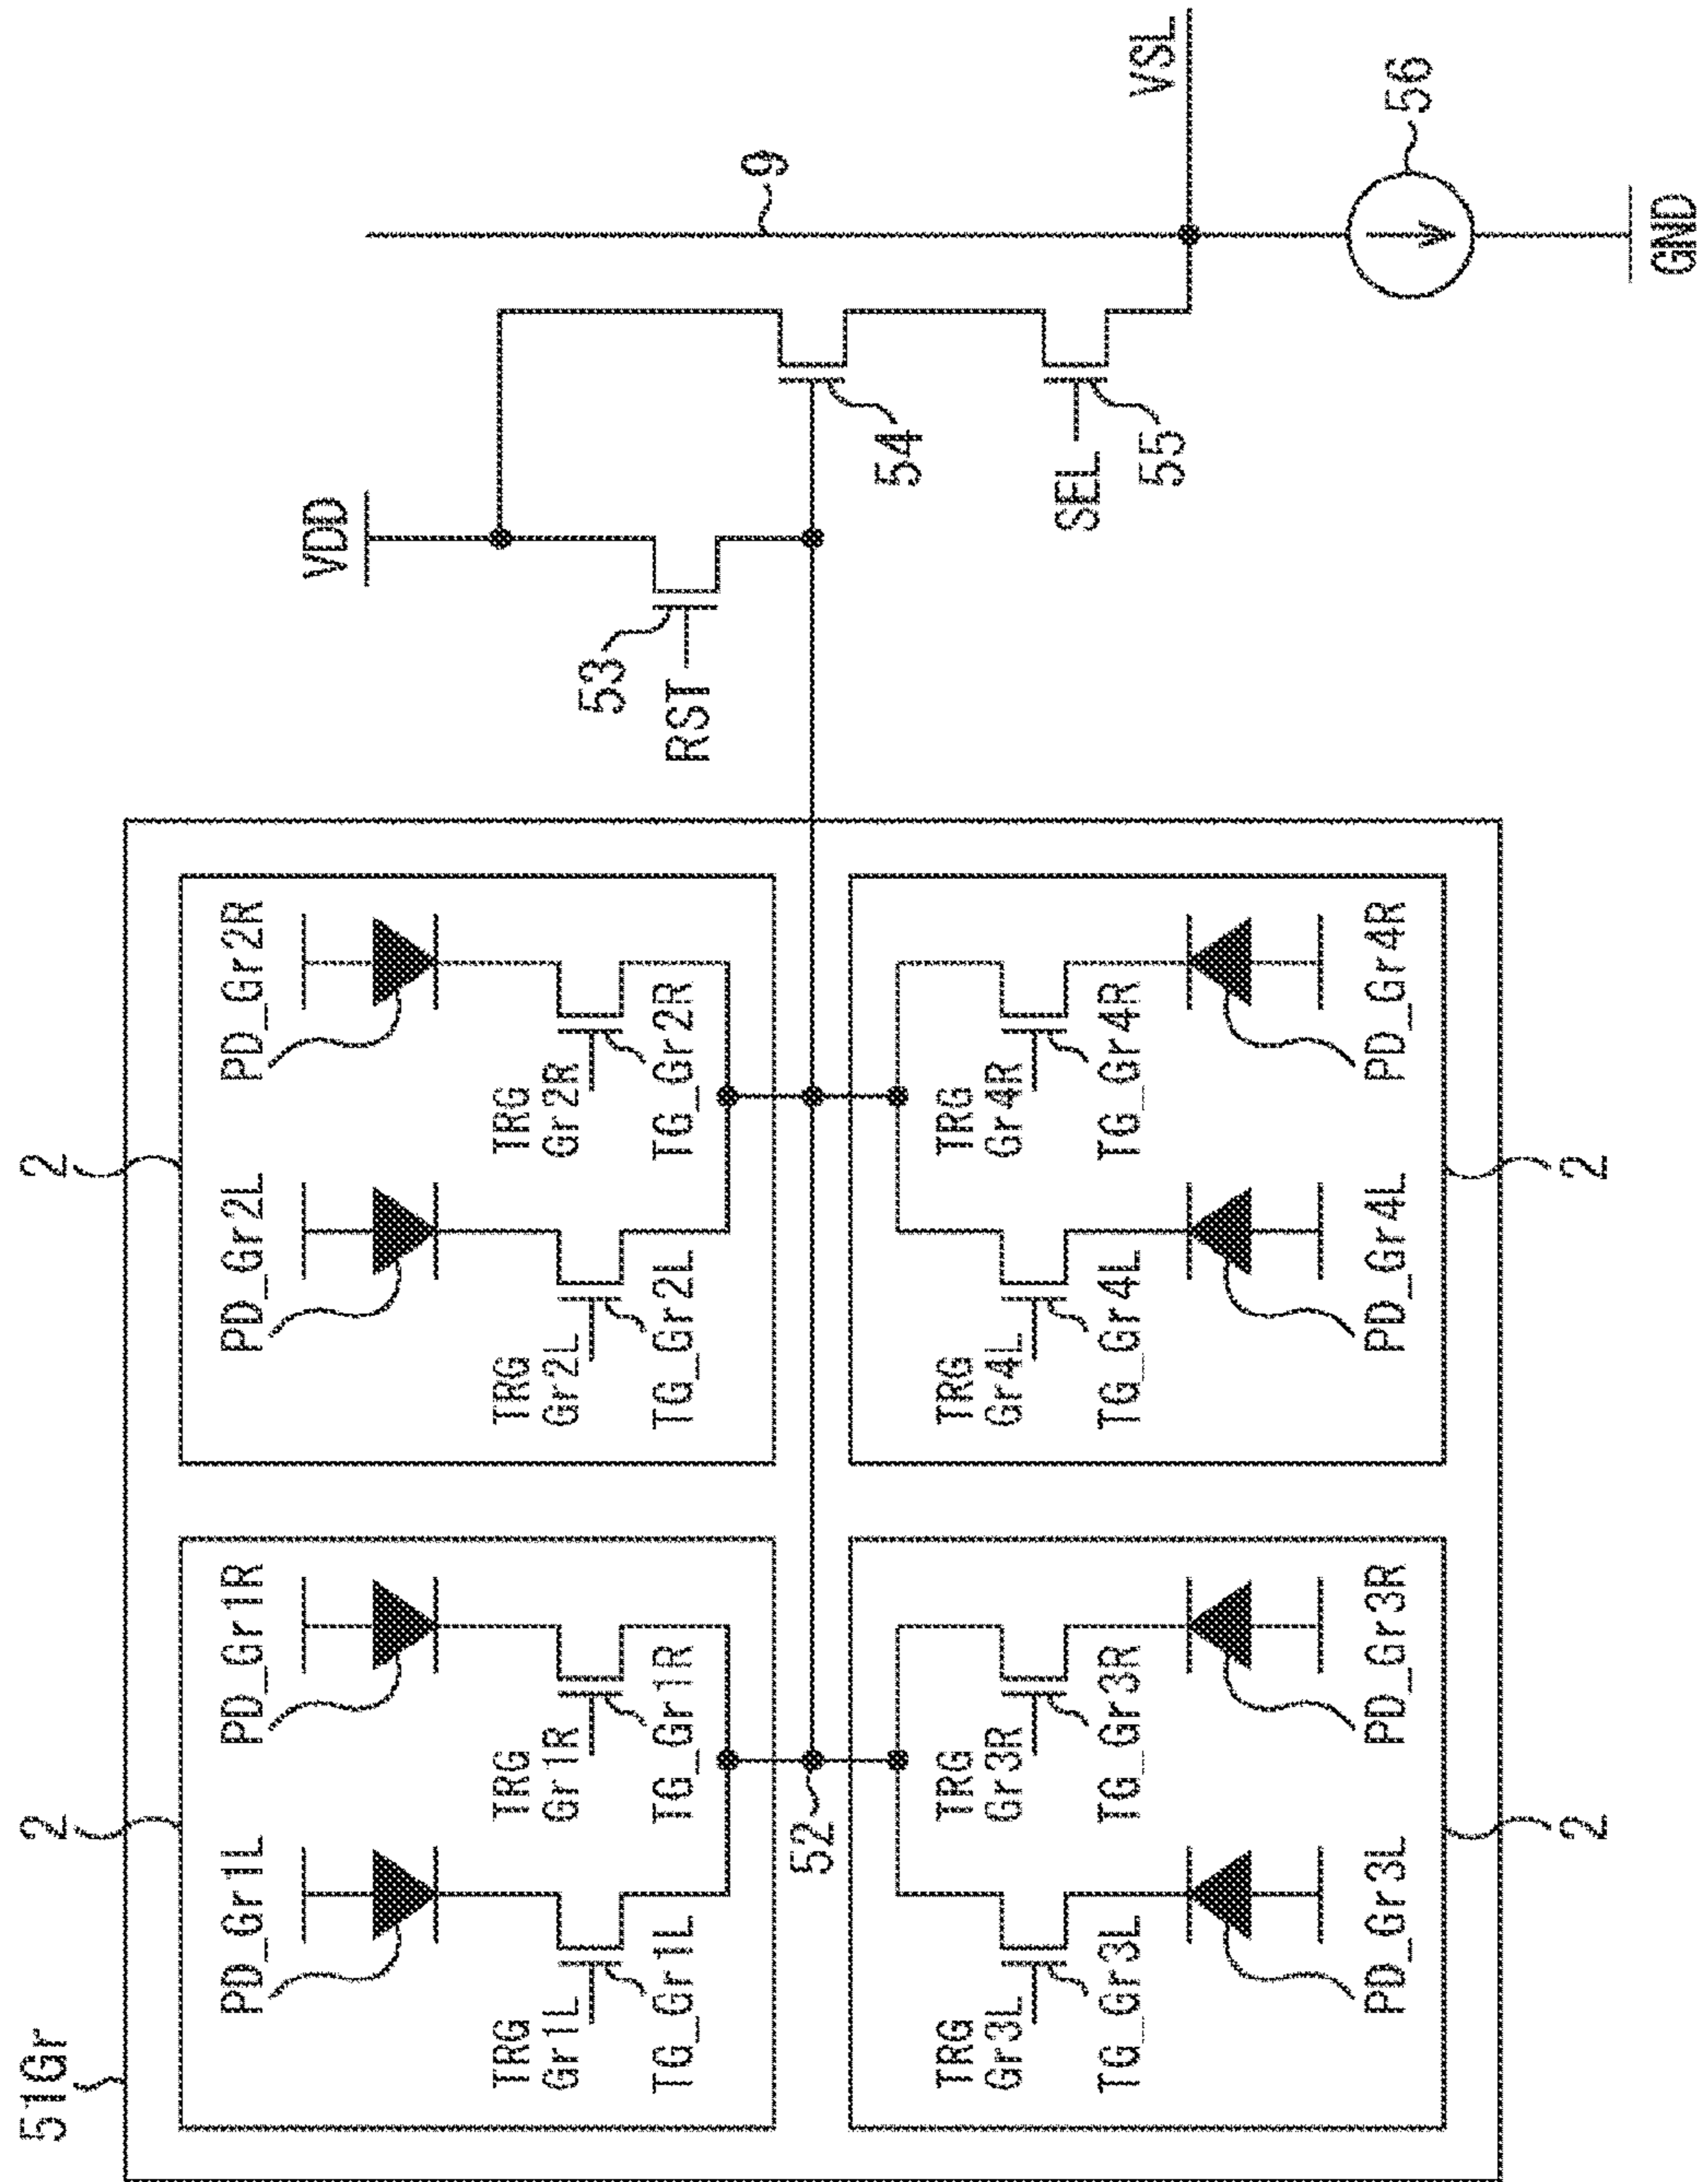 51Gr
2
2
PD_Gr1L
PD_Gr1R
PD_Gr2L
PD_Gr2R
TRG
Gr1L
TRG
Gr1R
TRG
Gr2L
TRG
Gr2R
TG_Gr1L
TG_Gr1R
TG_Gr2L
TG_Gr2R
52
TRG
Gr3L
TRG
Gr3R
TRG
Gr4L
TRG
Gr4R
TG_Gr3L
TG_Gr3R
TG_Gr4L
TG_Gr4R
PD_Gr3L
PD_Gr3R
PD_Gr4L
PD_Gr4R
2
2
VDD
53
RST
9
54
SEL
55
VSL
56
GND